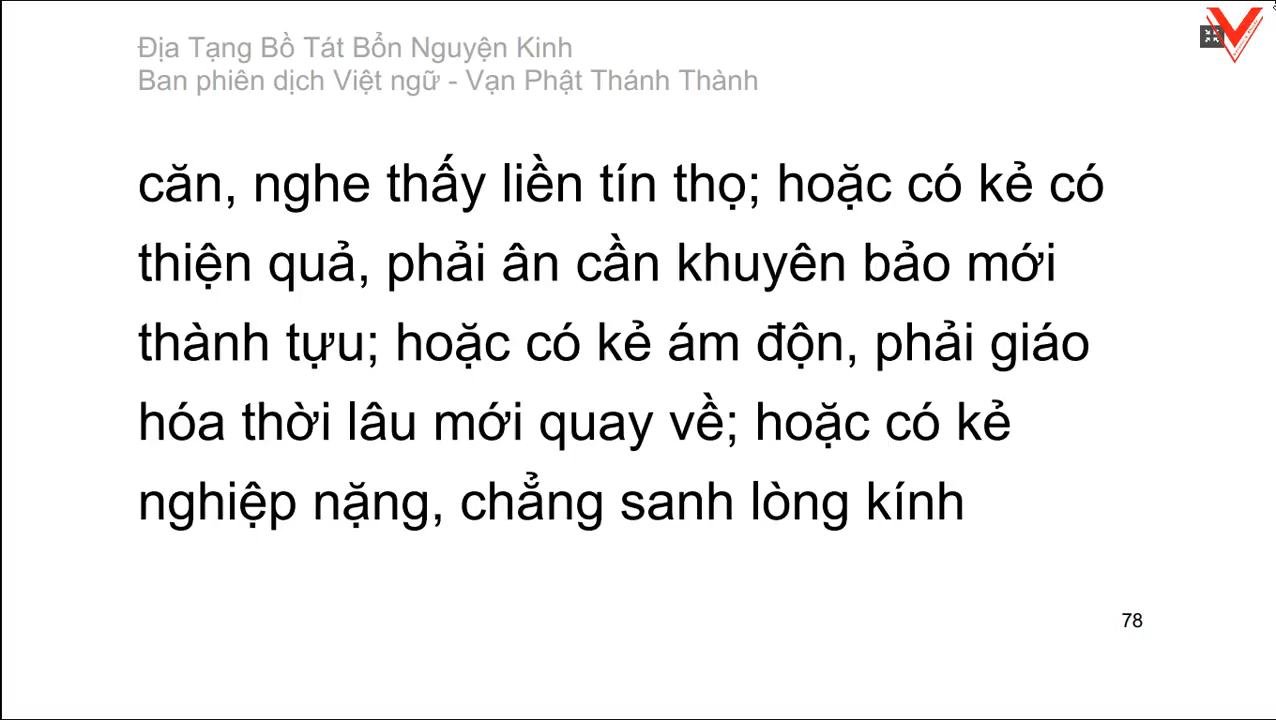 Địa Tạng Bồ Tát Bổn Nguyện Kinh
Ban phiên dịch Việt ngữ - Vạn Phật Thánh Thành
căn, nghe thấy liền tín thọ; hoặc có kẻ có
thiện quả, phải ân cần khuyên bảo mới
thành tựu; hoặc có kẻ ám độn, phải giáo
hóa thời lâu mới quay về; hoặc có kẻ
nghiệp nặng, chẳng sanh lòng kính
78